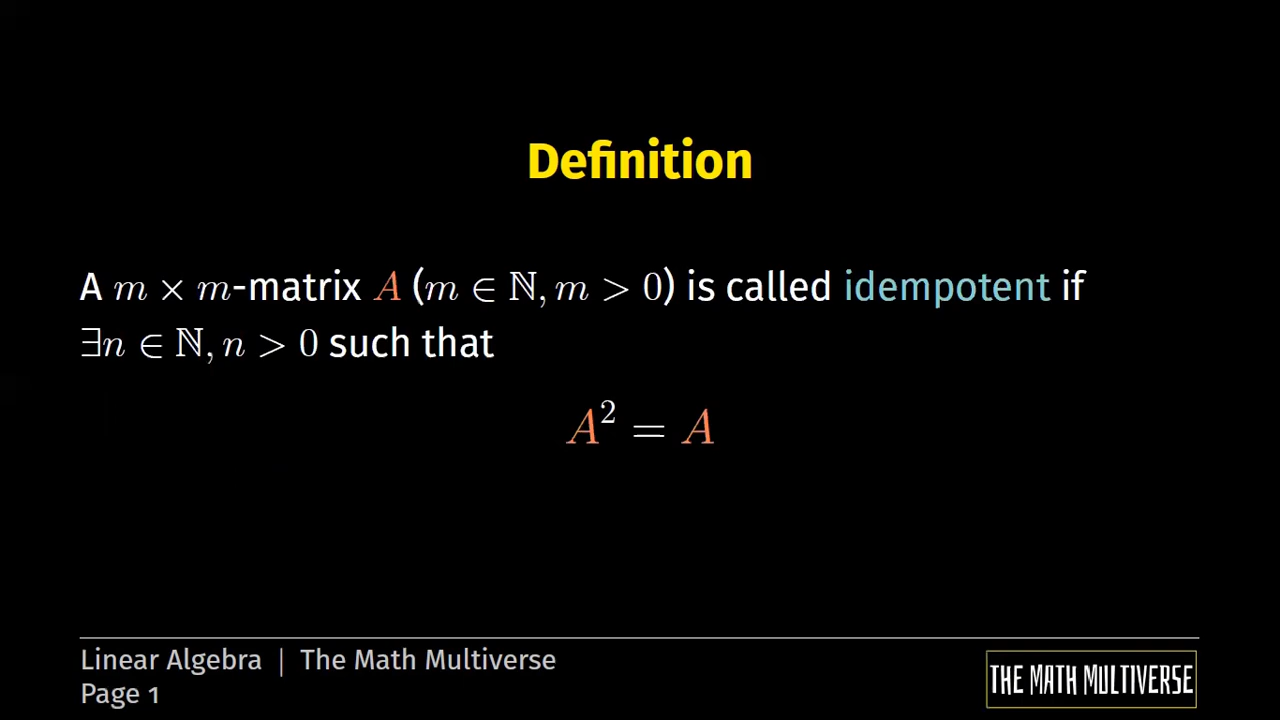 Definition
A m × m-matrix A (m ∈ ℕ, m > 0) is called idempotent if
∃n ∈ ℕ, n > 0 such that
A² = A
Linear Algebra | The Math Multiverse
Page 1
THE MATH MULTIVERSE